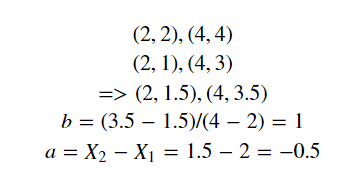 (2, 2), (4, 4)
(2, 1), (4, 3)
=> (2, 1.5), (4, 3.5)
b = (3.5 − 1.5)/(4 − 2) = 1
a = X₂ − X₁ = 1.5 − 2 = −0.5